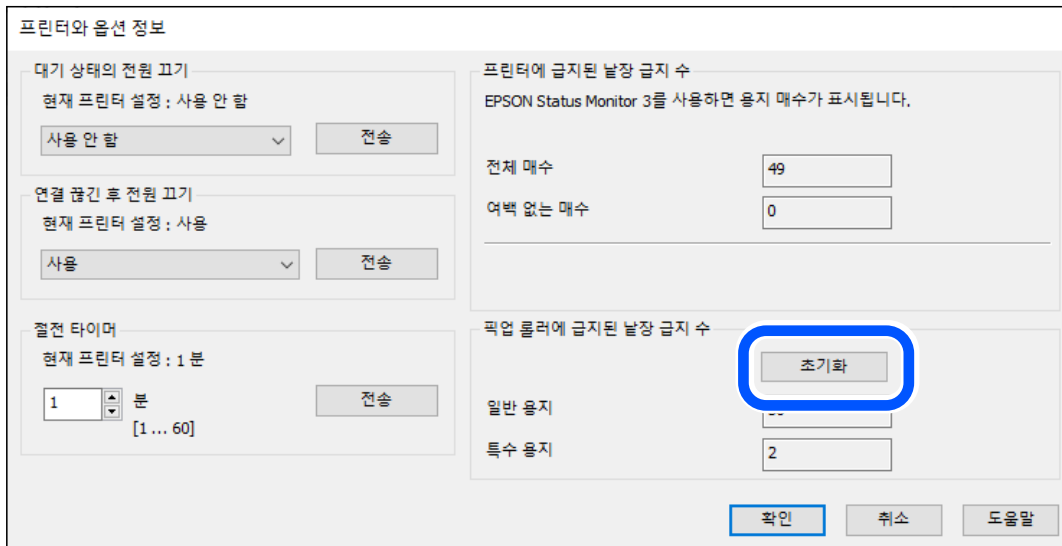 프린터와 옵션 정보
대기 상태의 전원 끄기
현재 프린터 설정 : 사용 안 함
사용 안 함
전송
연결 끊긴 후 전원 끄기
현재 프린터 설정 : 사용
사용
전송
절전 타이머
현재 프린터 설정 : 1 분
1
분
[1 ... 60]
전송
프린터에 급지된 낱장 급지 수
EPSON Status Monitor 3를 사용하면 용지 매수가 표시됩니다.
전체 매수
49
여백 없는 매수
0
픽업 롤러에 급지된 낱장 급지 수
초기화
일반 용지
특수 용지
2
확인
취소
도움말